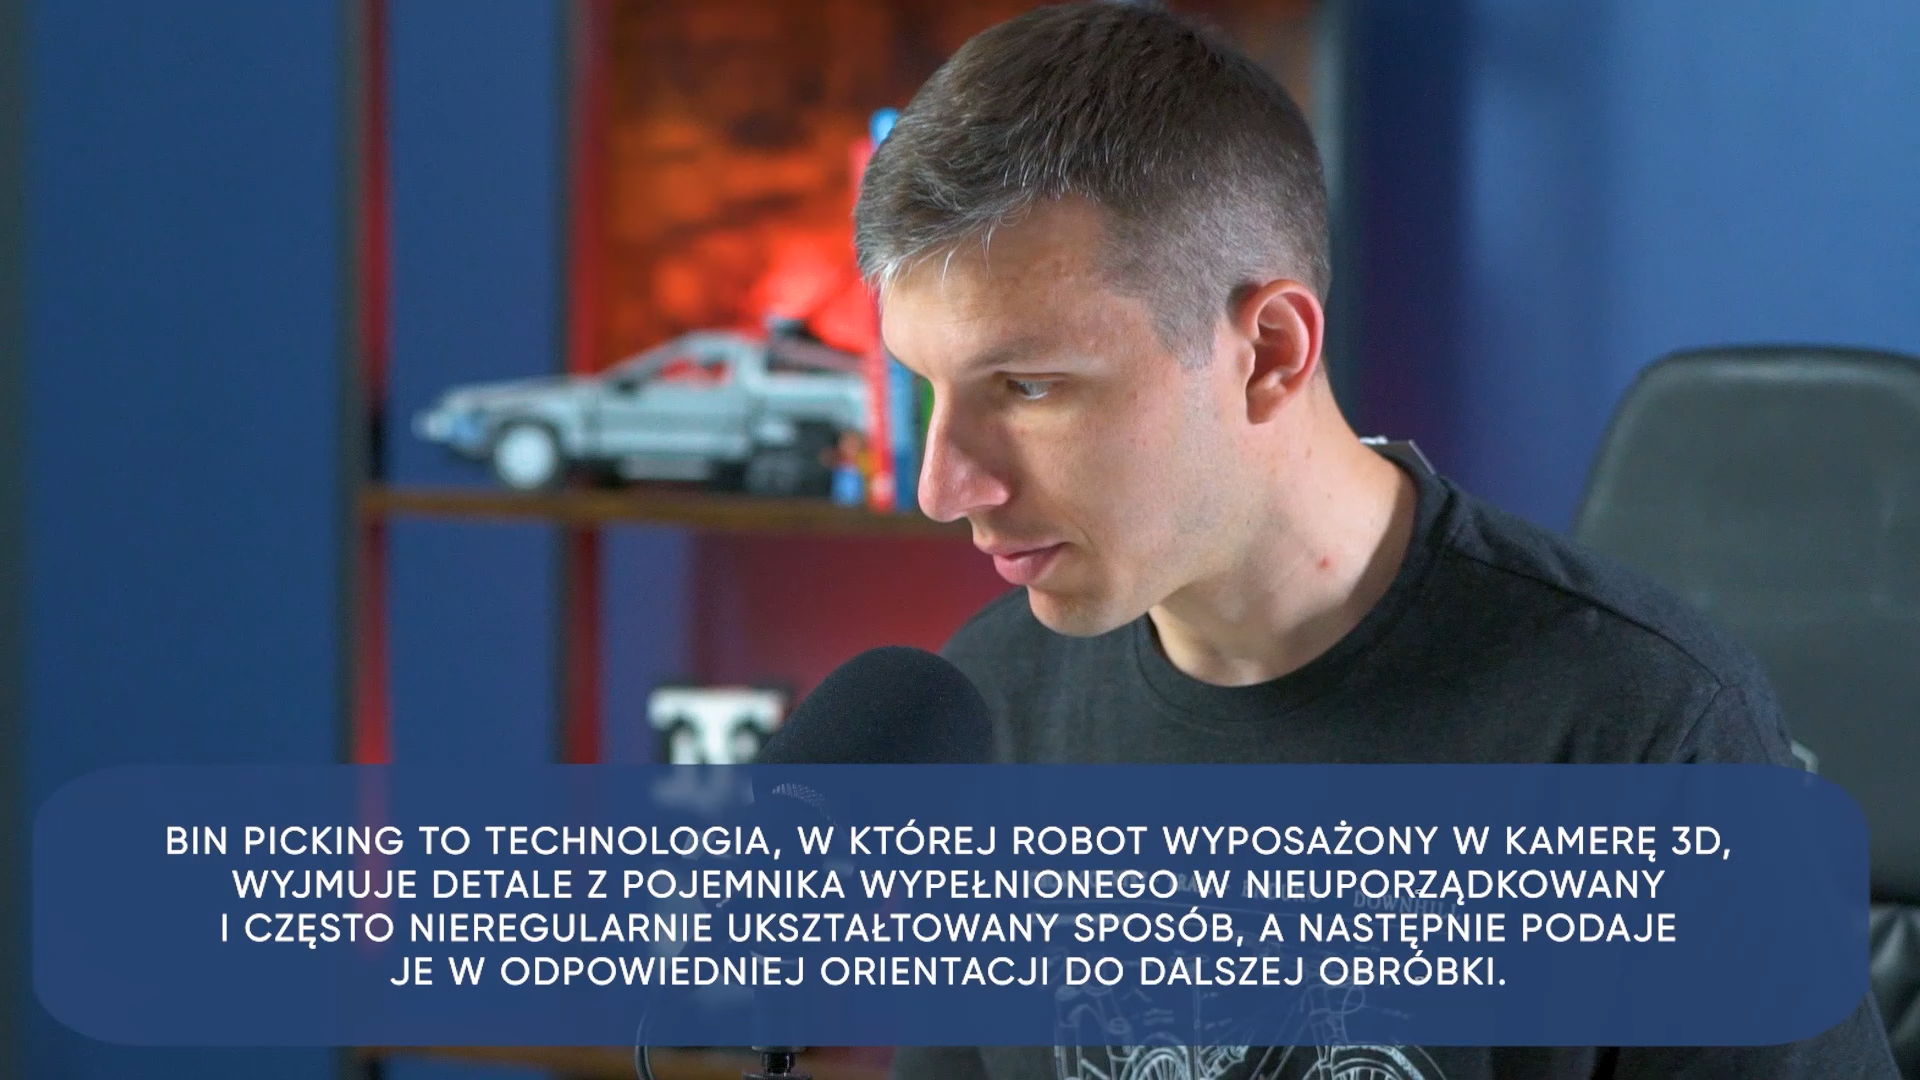 BIN PICKING TO TECHNOLOGIA, W KTÓREJ ROBOT WYPOSAŻONY W KAMERĘ 3D,
WYJMUJE DETALE Z POJEMNIKA WYPEŁNIONEGO W NIEUPORZĄDKOWANY
I CZĘSTO NIEREGULARNIE UKSZTAŁTOWANY SPOSÓB, A NASTĘPNIE PODAJE
JE W ODPOWIEDNIEJ ORIENTACJI DO DALSZEJ OBRÓBKI.
DOWNHILL